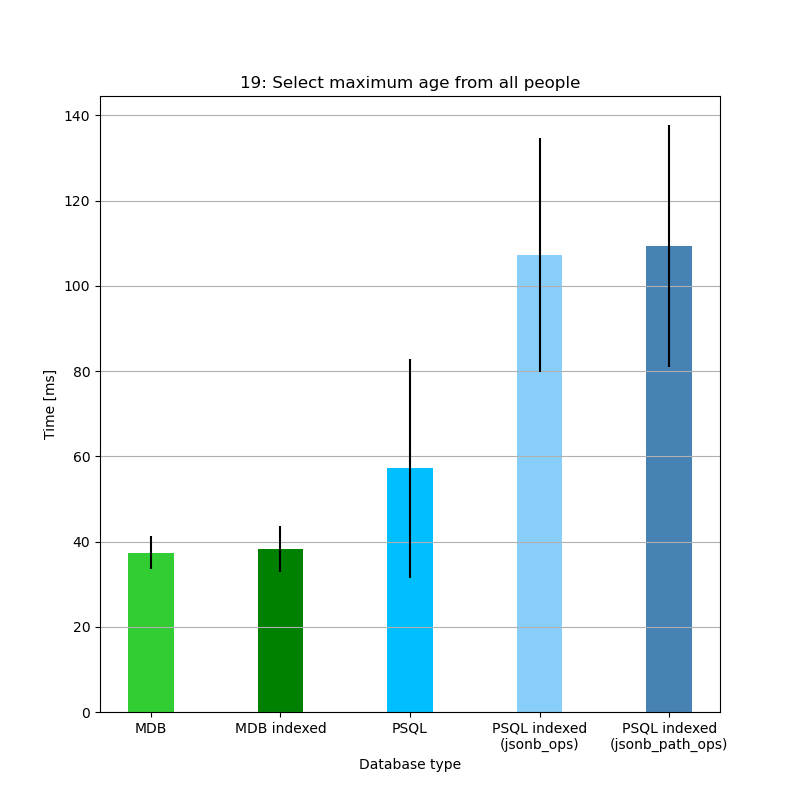 19: Select maximum age from all people
140
120
100
80
60
40
20
0
Time [ms]
MDB
MDB indexed
PSQL
PSQL indexed
(jsonb_ops)
PSQL indexed
(jsonb_path_ops)
Database type